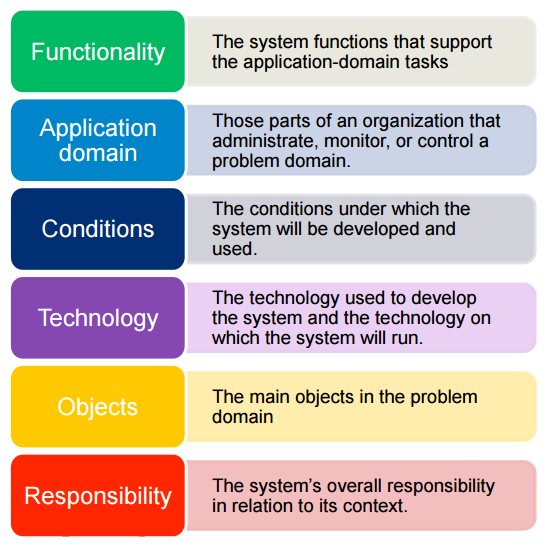 Functionality
The system functions that support
the application-domain tasks
Application
domain
Those parts of an organization that
administrate, monitor, or control a
problem domain.
Conditions
The conditions under which the
system will be developed and
used.
Technology
The technology used to develop
the system and the technology on
which the system will run.
Objects
The main objects in the problem
domain
Responsibility
The system's overall responsibility
in relation to its context.